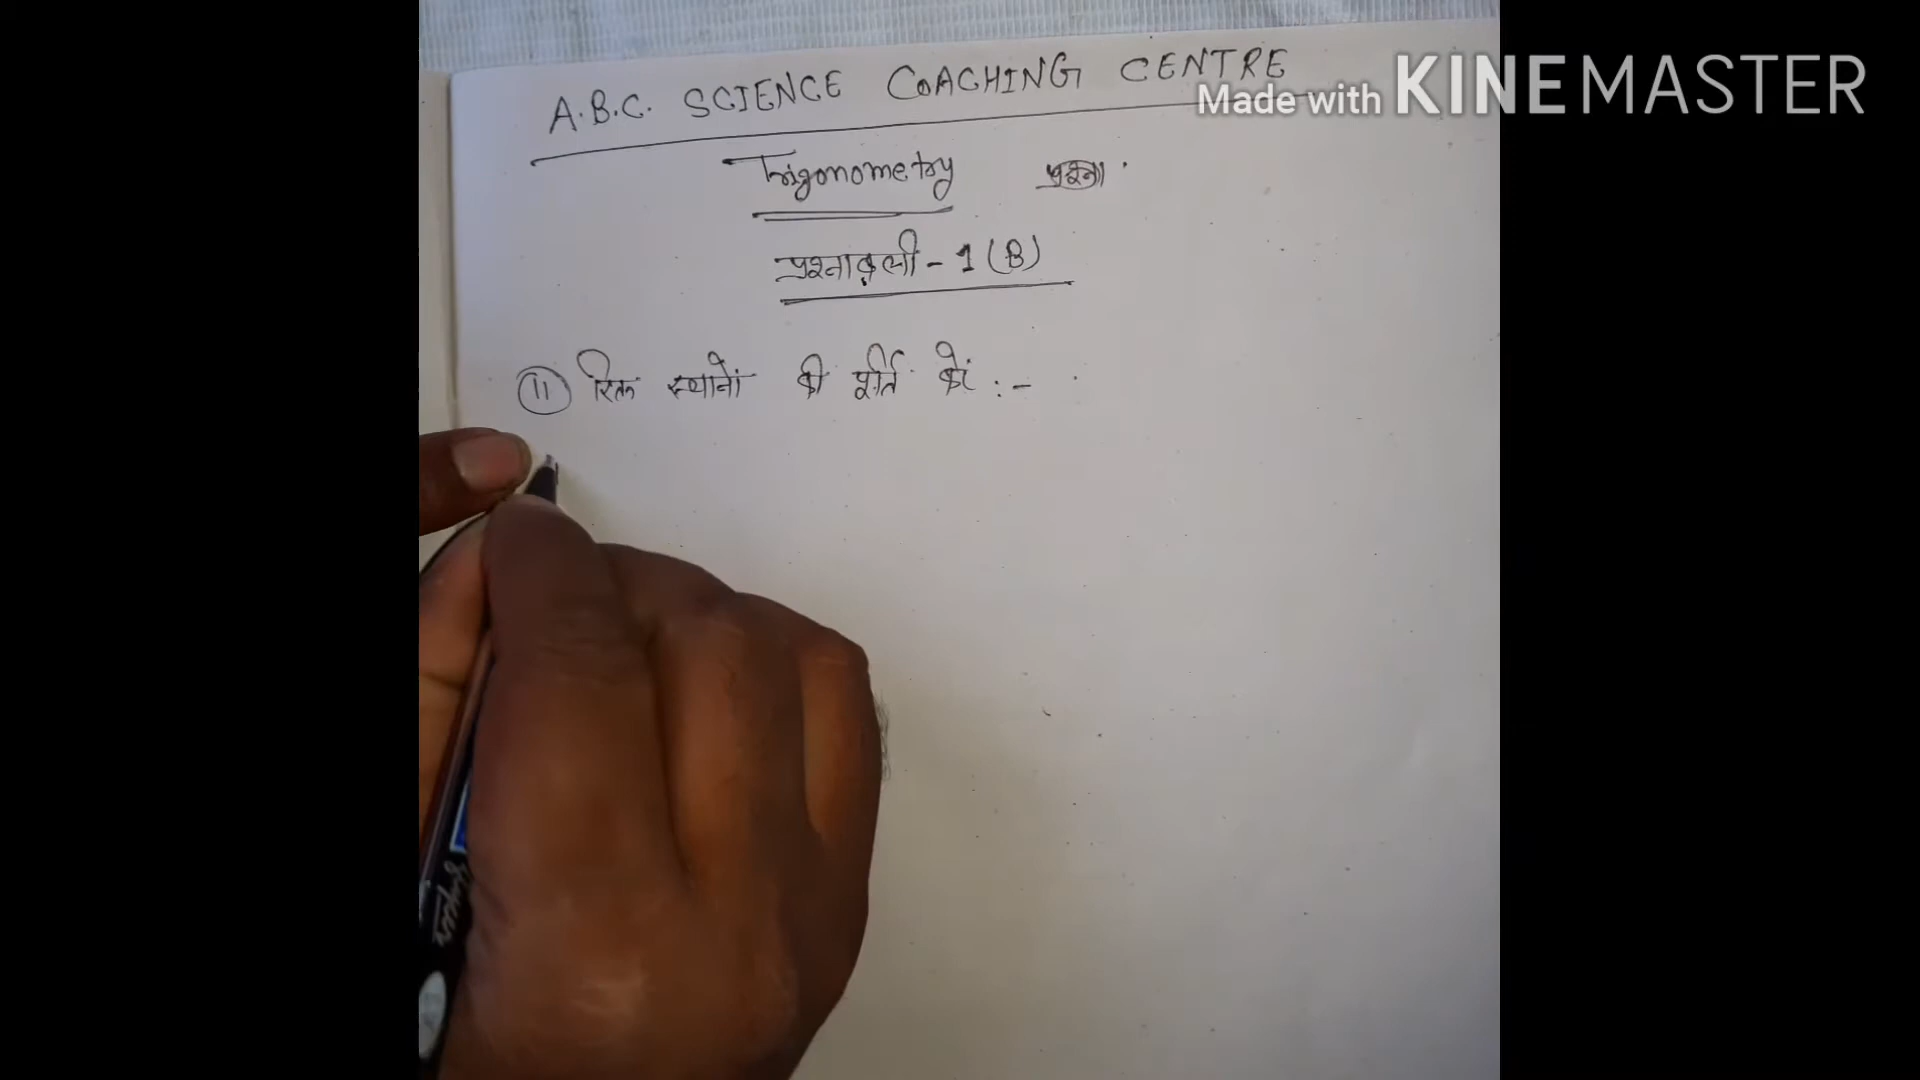 A.B.C. SCIENCE COACHING CENTRE
Made with KINEMASTER
Trigonometry
प्रश्नावली - 1 (B)
11 रिक्त स्थानों की पूर्ति करें :-